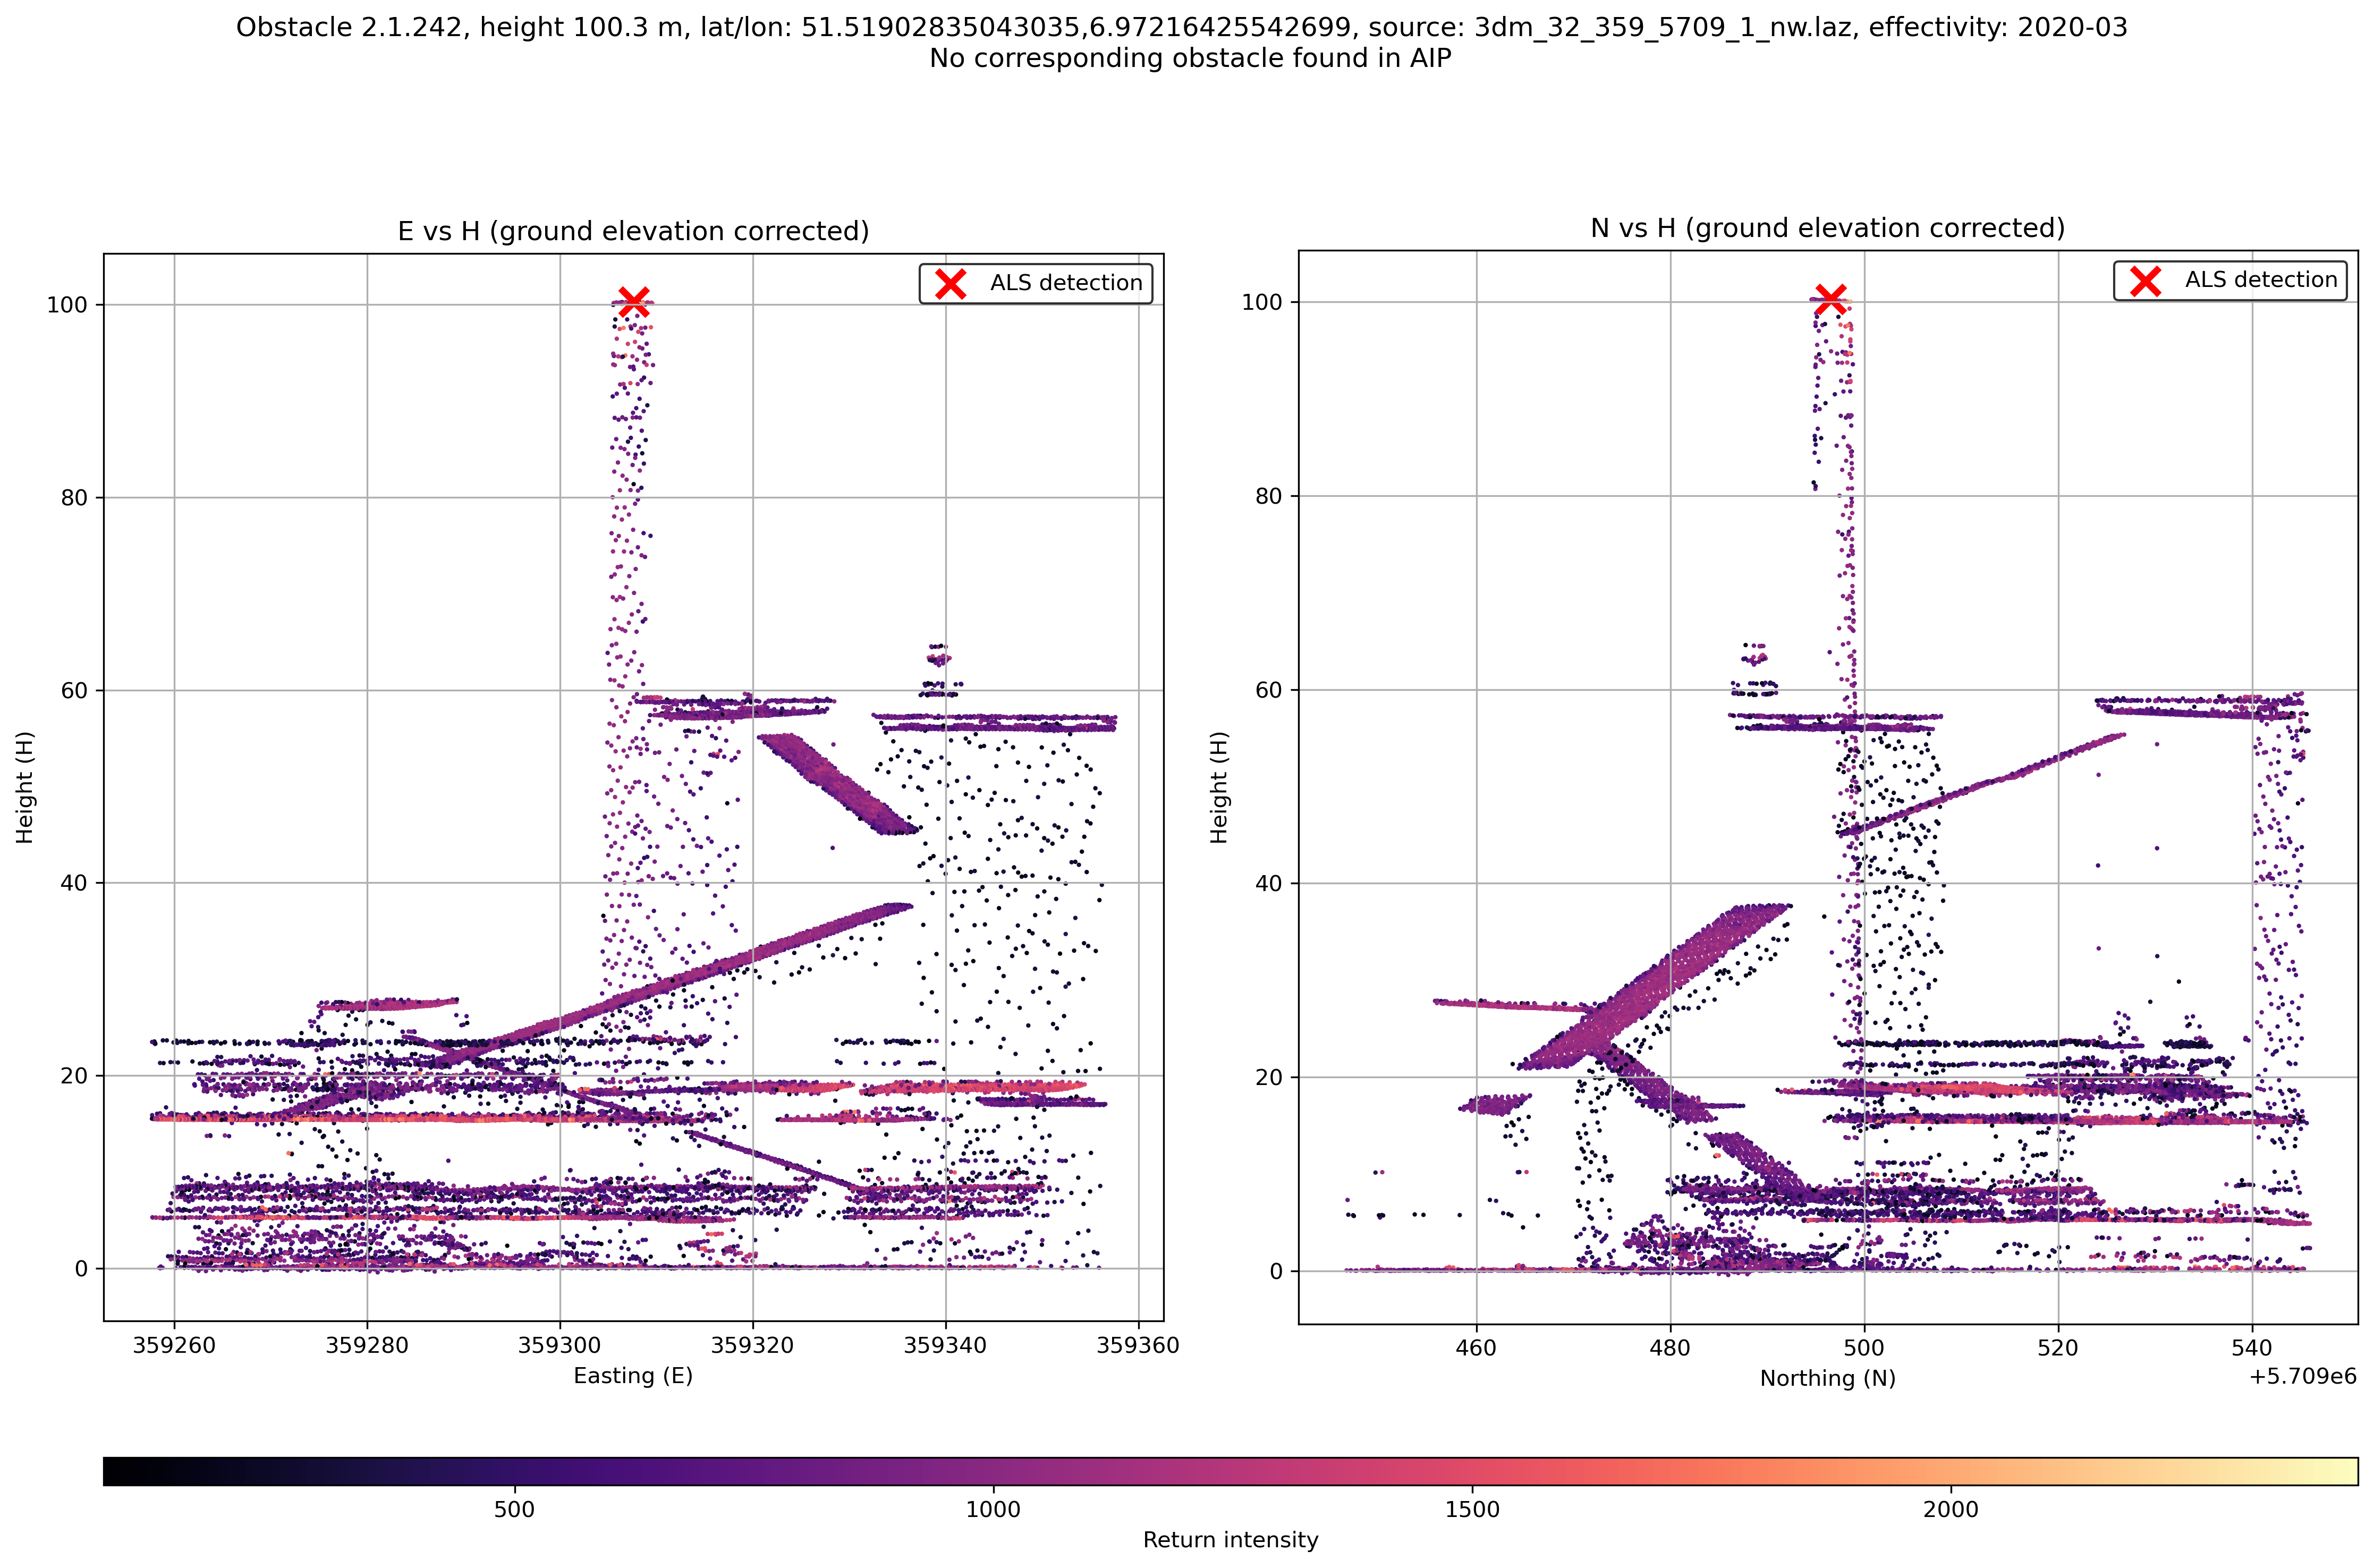 Obstacle 2.1.242, height 100.3 m, lat/lon: 51.51902835043035,6.97216425542699, source: 3dm_32_359_5709_1_nw.laz, effectivity: 2020-03
No corresponding obstacle found in AIP
E vs H (ground elevation corrected)
ALS detection
100
80
60
40
20
0
Height (H)
359260 359280 359300 359320 359340 359360
Easting (E)
N vs H (ground elevation corrected)
ALS detection
100
80
60
40
20
0
Height (H)
460 480 500 520 540
+5.709e6
Northing (N)
500 1000 1500 2000
Return intensity